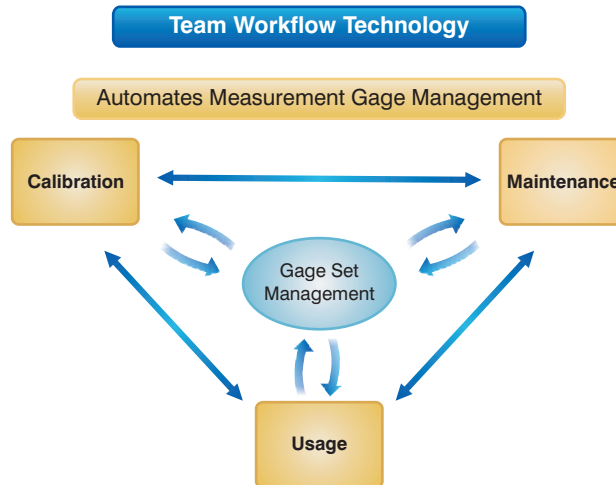 Team Workflow Technology
Automates Measurement Gage Management
Calibration
Maintenance
Gage Set
Management
Usage